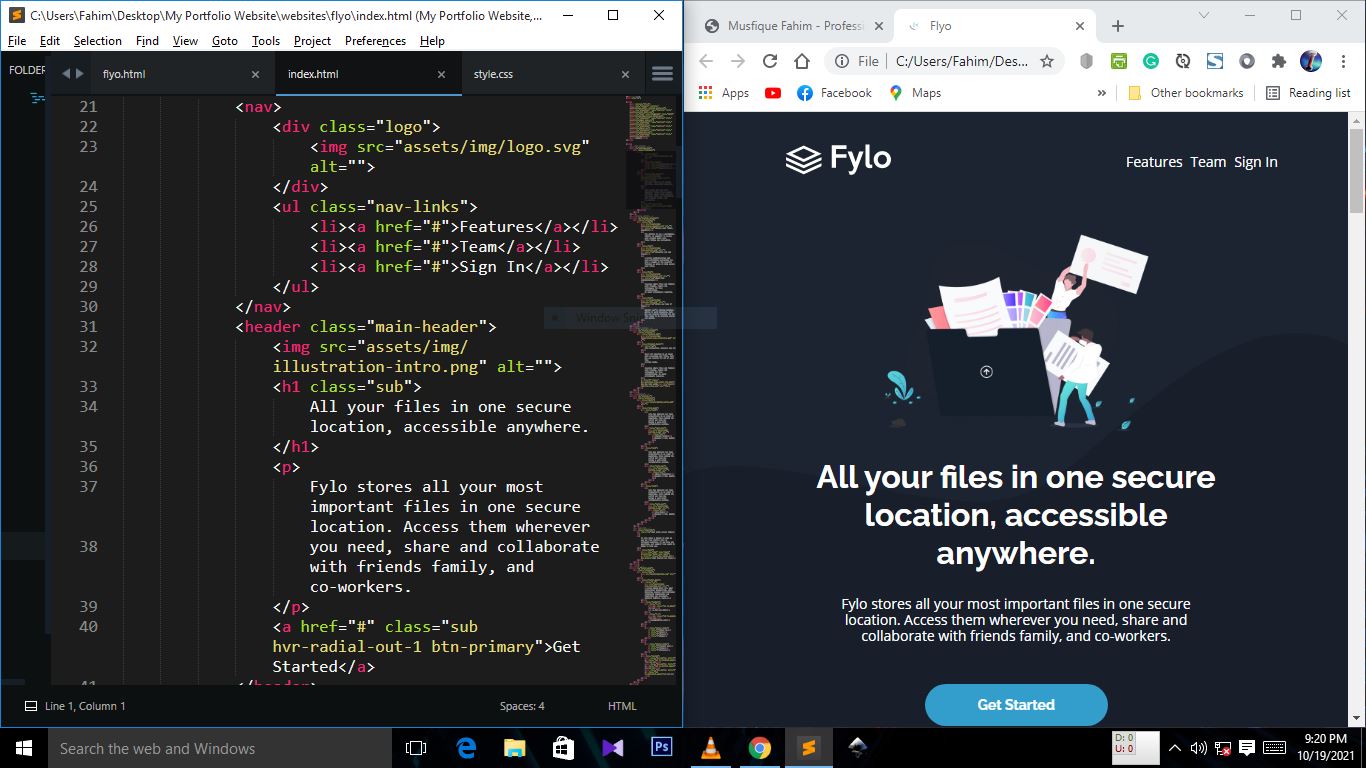 C:\Users\Fahim\Desktop\My Portfolio Website\websites\flyo\index.html (My Portfolio Website,...
File Edit Selection Find View Goto Tools Project Preferences Help
FOLDER
flyo.html
index.html
style.css
21 <nav>
22 <div class="logo">
23 <img src="assets/img/logo.svg"
alt="">
24 </div>
25 <ul class="nav-links">
26 <li><a href="#">Features</a></li>
27 <li><a href="#">Team</a></li>
28 <li><a href="#">Sign In</a></li>
29 </ul>
30 </nav>
31 <header class="main-header">
32 <img src="assets/img/
illustration-intro.png" alt="">
33 <h1 class="sub">
34 All your files in one secure
location, accessible anywhere.
35 </h1>
36 <p>
37 Fylo stores all your most
important files in one secure
location. Access them wherever
38 you need, share and collaborate
with friends family, and
co-workers.
39 </p>
40 <a href="#" class="sub
hvr-radial-out-1 btn-primary">Get
Started</a>
41 </header>
Window Snip
Line 1, Column 1
Spaces: 4
HTML
Musfique Fahim - Profess
Flyo
File C:/Users/Fahim/Des...
Apps
Facebook
Maps
»
Other bookmarks
Reading list
Fylo
Features Team Sign In
All your files in one secure
location, accessible
anywhere.
Fylo stores all your most important files in one secure
location. Access them wherever you need, share and
collaborate with friends family, and co-workers.
Get Started
Search the web and Windows
Ps
D: 0
U: 0
9:20 PM
10/19/2021